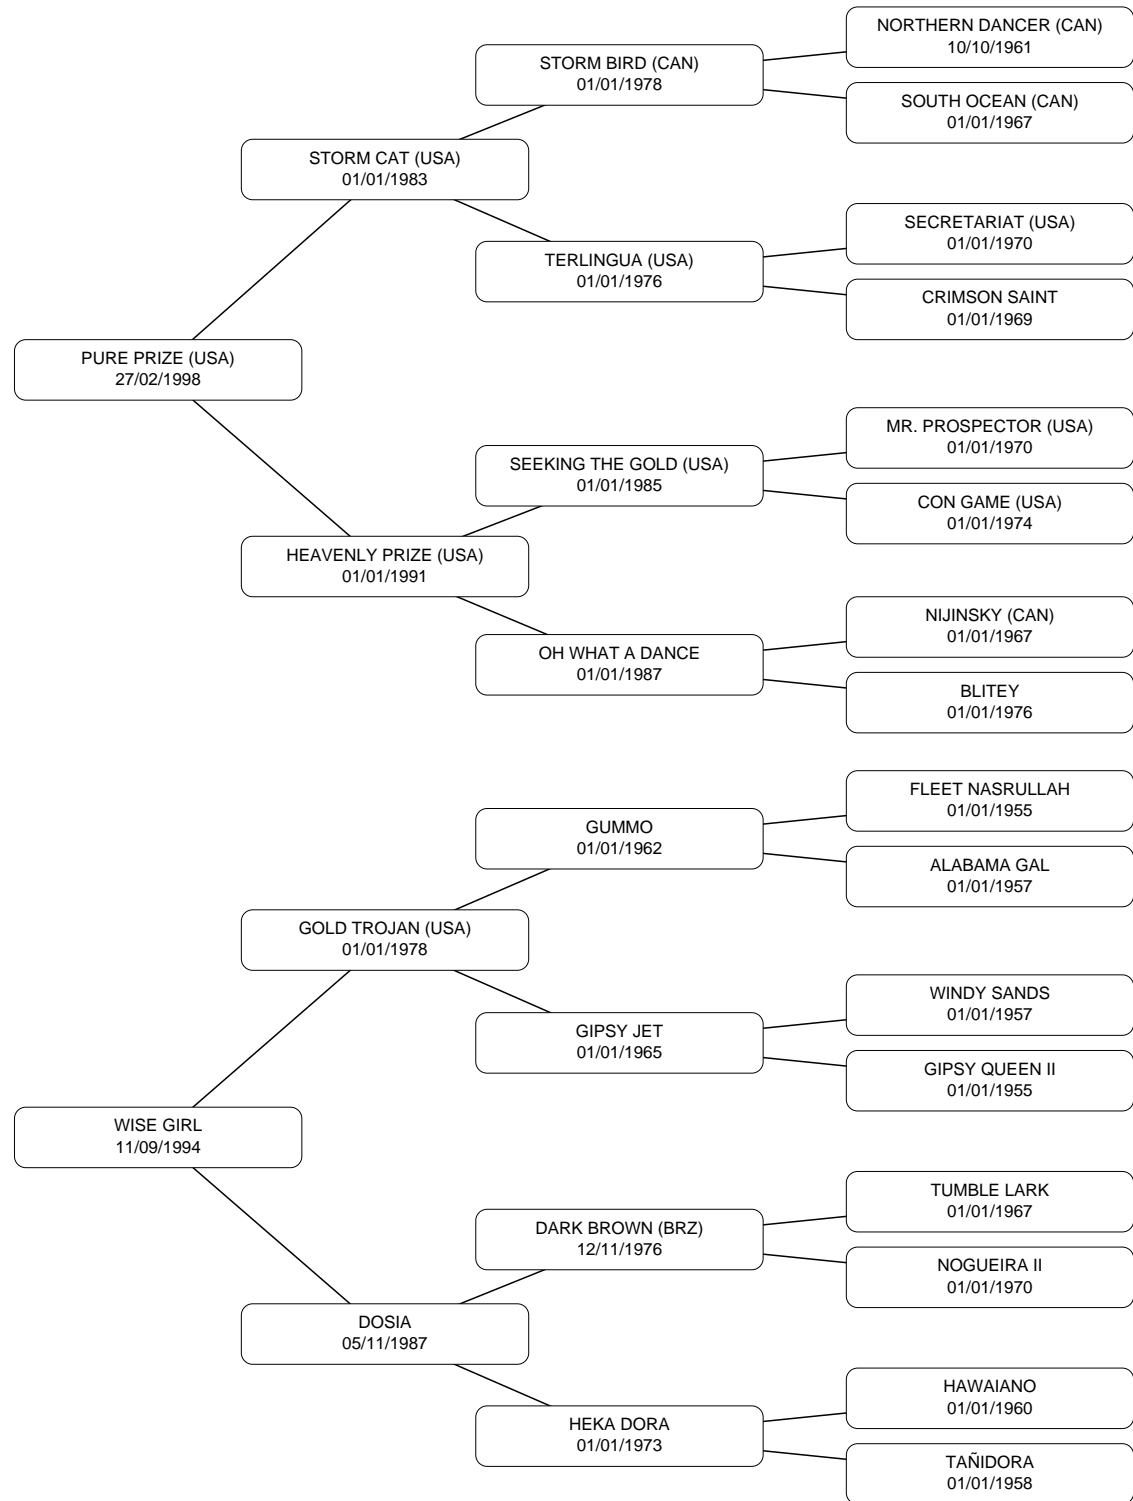 NORTHERN DANCER (CAN)
10/10/1961
STORM BIRD (CAN)
01/01/1978
SOUTH OCEAN (CAN)
01/01/1967
STORM CAT (USA)
01/01/1983
SECRETARIAT (USA)
01/01/1970
TERLINGUA (USA)
01/01/1976
CRIMSON SAINT
01/01/1969
PURE PRIZE (USA)
27/02/1998
MR. PROSPECTOR (USA)
01/01/1970
SEEKING THE GOLD (USA)
01/01/1985
CON GAME (USA)
01/01/1974
HEAVENLY PRIZE (USA)
01/01/1991
NIJINSKY (CAN)
01/01/1967
OH WHAT A DANCE
01/01/1987
BLITEY
01/01/1976
FLEET NASRULLAH
01/01/1955
GUMMO
01/01/1962
ALABAMA GAL
01/01/1957
GOLD TROJAN (USA)
01/01/1978
WINDY SANDS
01/01/1957
GIPSY JET
01/01/1965
GIPSY QUEEN II
01/01/1955
WISE GIRL
11/09/1994
TUMBLE LARK
01/01/1967
DARK BROWN (BRZ)
12/11/1976
NOGUEIRA II
01/01/1970
DOSIA
05/11/1987
HAWAIANO
01/01/1960
HEKA DORA
01/01/1973
TAÑIDORA
01/01/1958